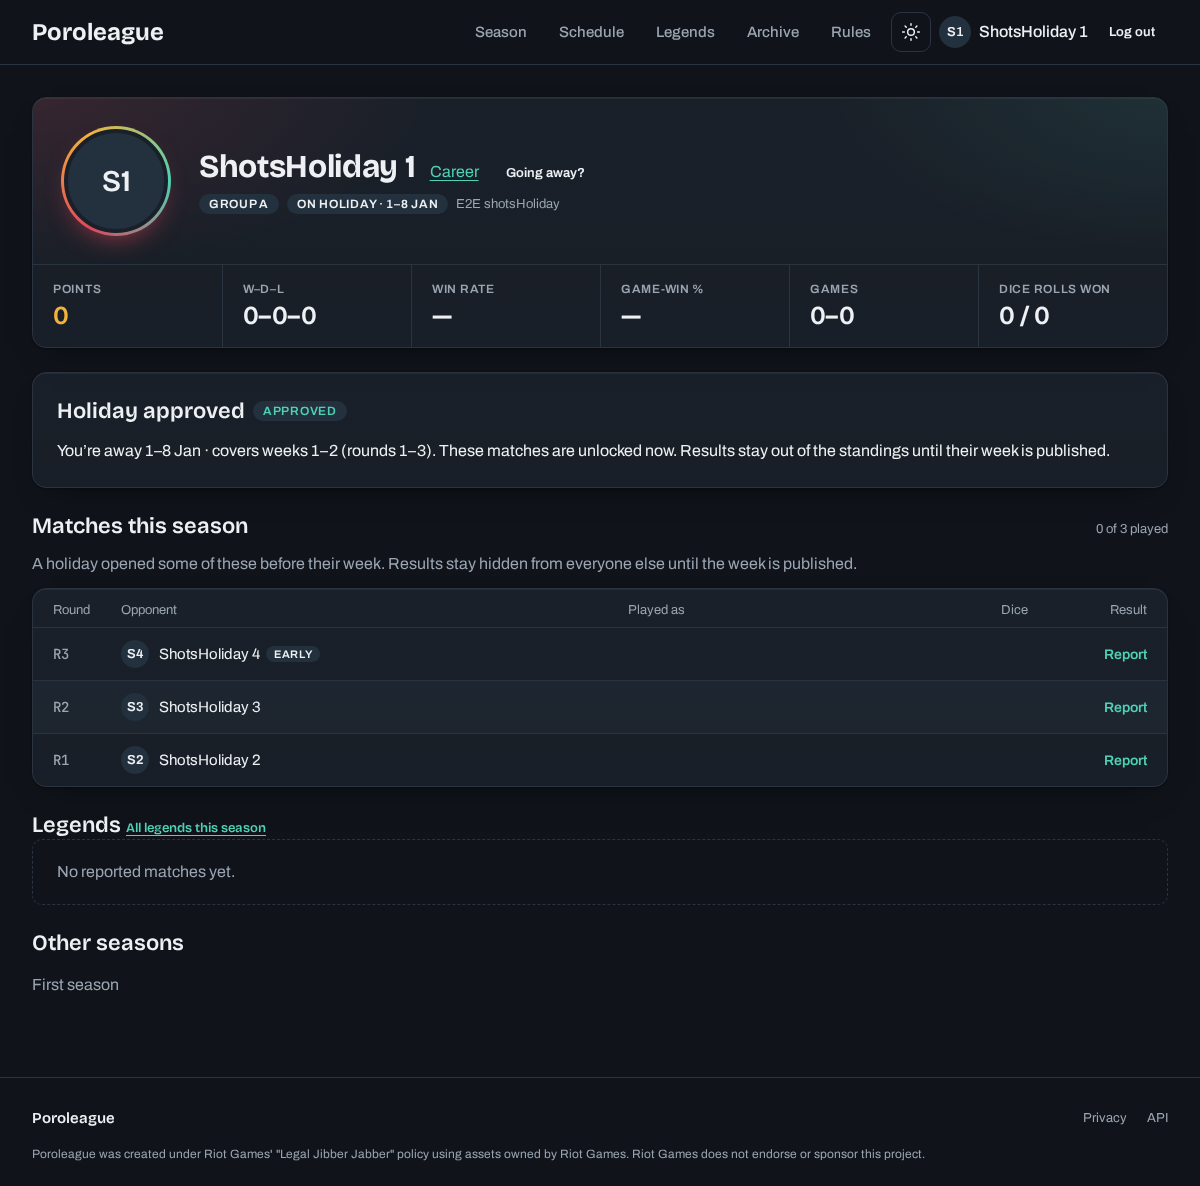 Poroleague
Season Schedule Legends Archive Rules S1 ShotsHoliday 1 Log out
S1
ShotsHoliday 1 Career Going away?
GROUP A ON HOLIDAY · 1–8 JAN E2E shotsHoliday
POINTS W–D–L WIN RATE GAME-WIN % GAMES DICE ROLLS WON
0 0–0–0 — — 0–0 0 / 0
Holiday approved APPROVED
You’re away 1–8 Jan · covers weeks 1–2 (rounds 1–3). These matches are unlocked now. Results stay out of the standings until their week is published.
Matches this season 0 of 3 played
A holiday opened some of these before their week. Results stay hidden from everyone else until the week is published.
Round Opponent Played as Dice Result
R3 S4 ShotsHoliday 4 EARLY Report
R2 S3 ShotsHoliday 3 Report
R1 S2 ShotsHoliday 2 Report
Legends All legends this season
No reported matches yet.
Other seasons
First season
Poroleague Privacy API
Poroleague was created under Riot Games' "Legal Jibber Jabber" policy using assets owned by Riot Games. Riot Games does not endorse or sponsor this project.